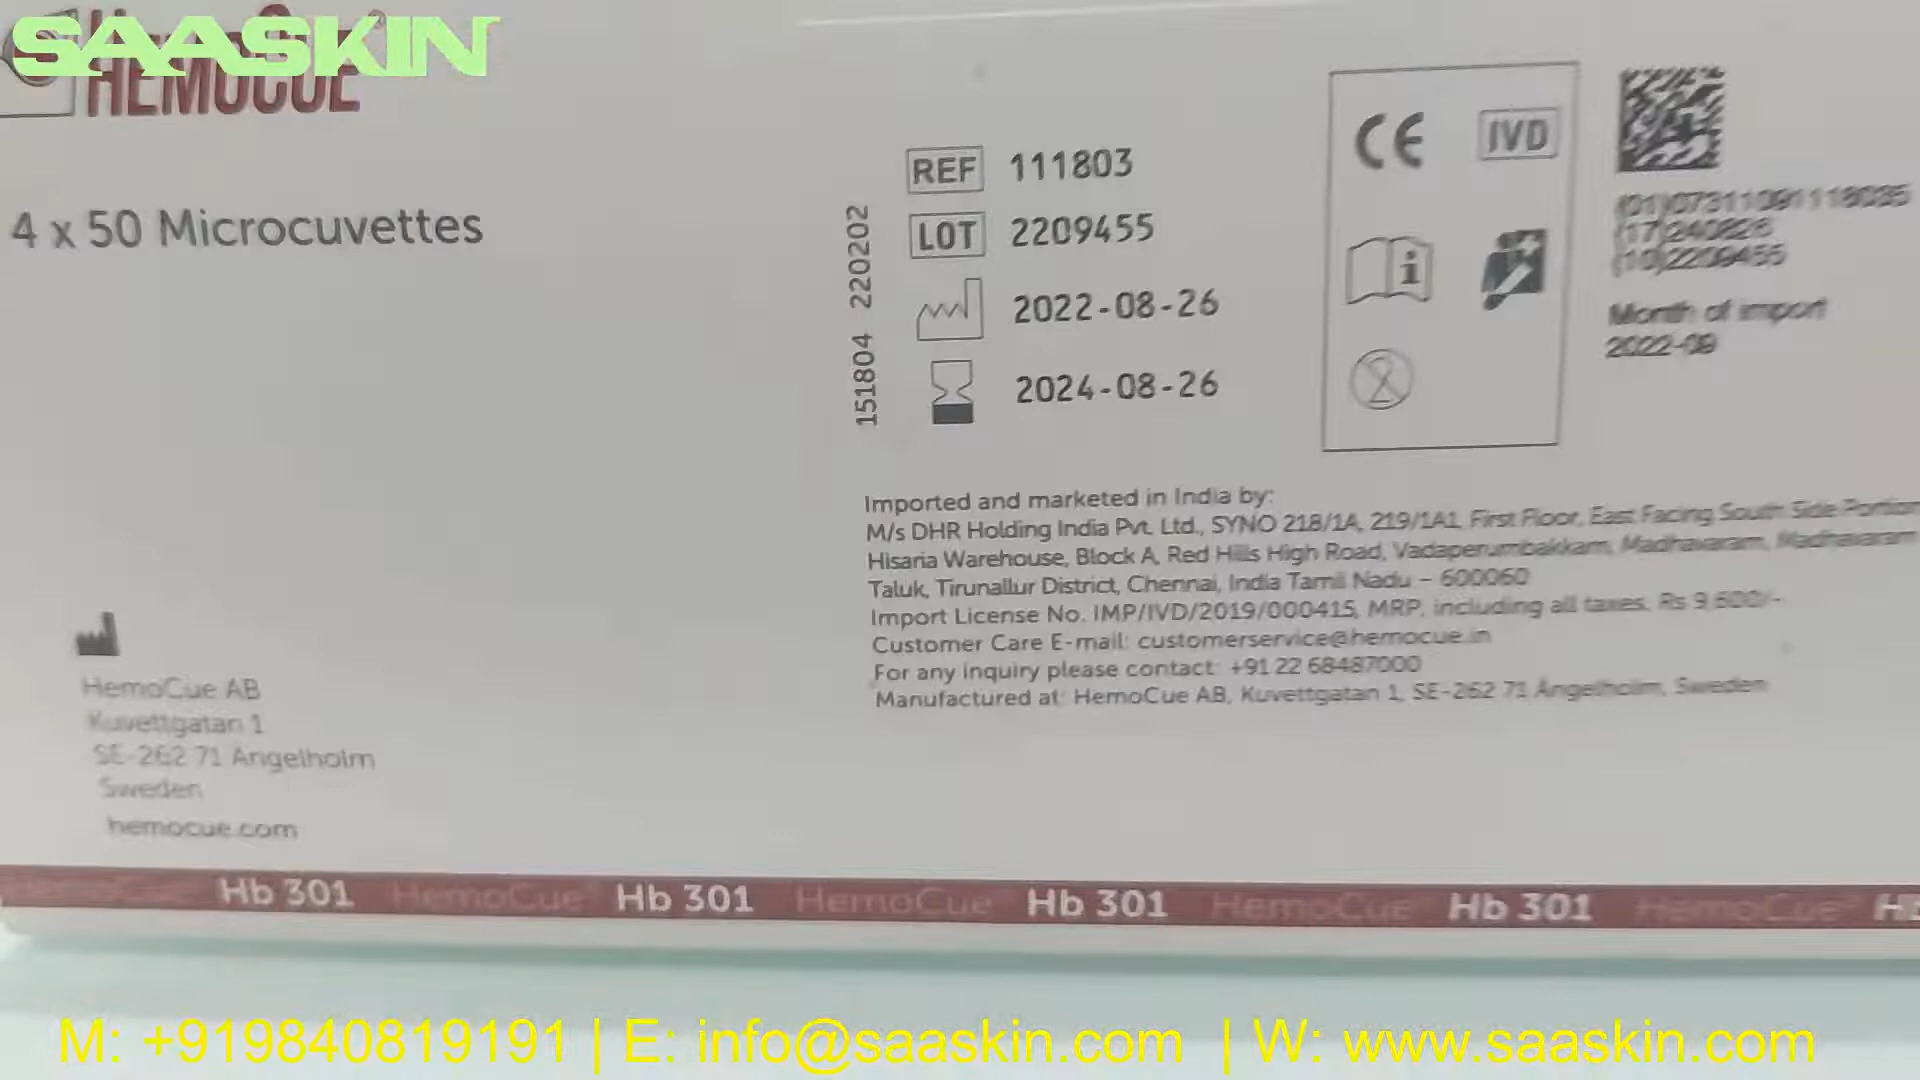 SAASKIN
HEMOCUE
4 x 50 Microcuvettes
151804 220202
REF 111803
LOT 2209455
2022-08-26
2024-08-26
CE IVD
(01)07311091118035
(17)240826
(10)2209455
Month of import
2022-09
Imported and marketed in India by:
M/s DHR Holding India Pvt. Ltd., SYNO 218/1A, 219/1A1, First Floor, East Facing South Side Portion
Hisaria Warehouse, Block A, Red Hills High Road, Vadaperumbakkam, Madhavaram, Madhavaram
Taluk, Tirunallur District, Chennai, India Tamil Nadu – 600060
Import License No. IMP/IVD/2019/000415, MRP, including all taxes, Rs 9,600/-
Customer Care E-mail: customerservice@hemocue.in
For any inquiry please contact: +91 22 68487000
Manufactured at: HemoCue AB, Kuvettgatan 1, SE-262 71 Ängelholm, Sweden
HemoCue AB
Kuvettgatan 1
SE-262 71 Ängelholm
Sweden
hemocue.com
HemoCue® Hb 301 HemoCue® Hb 301 HemoCue® Hb 301 HemoCue® Hb 301 HemoCue®
M: +919840819191 | E: info@saaskin.com | W: www.saaskin.com